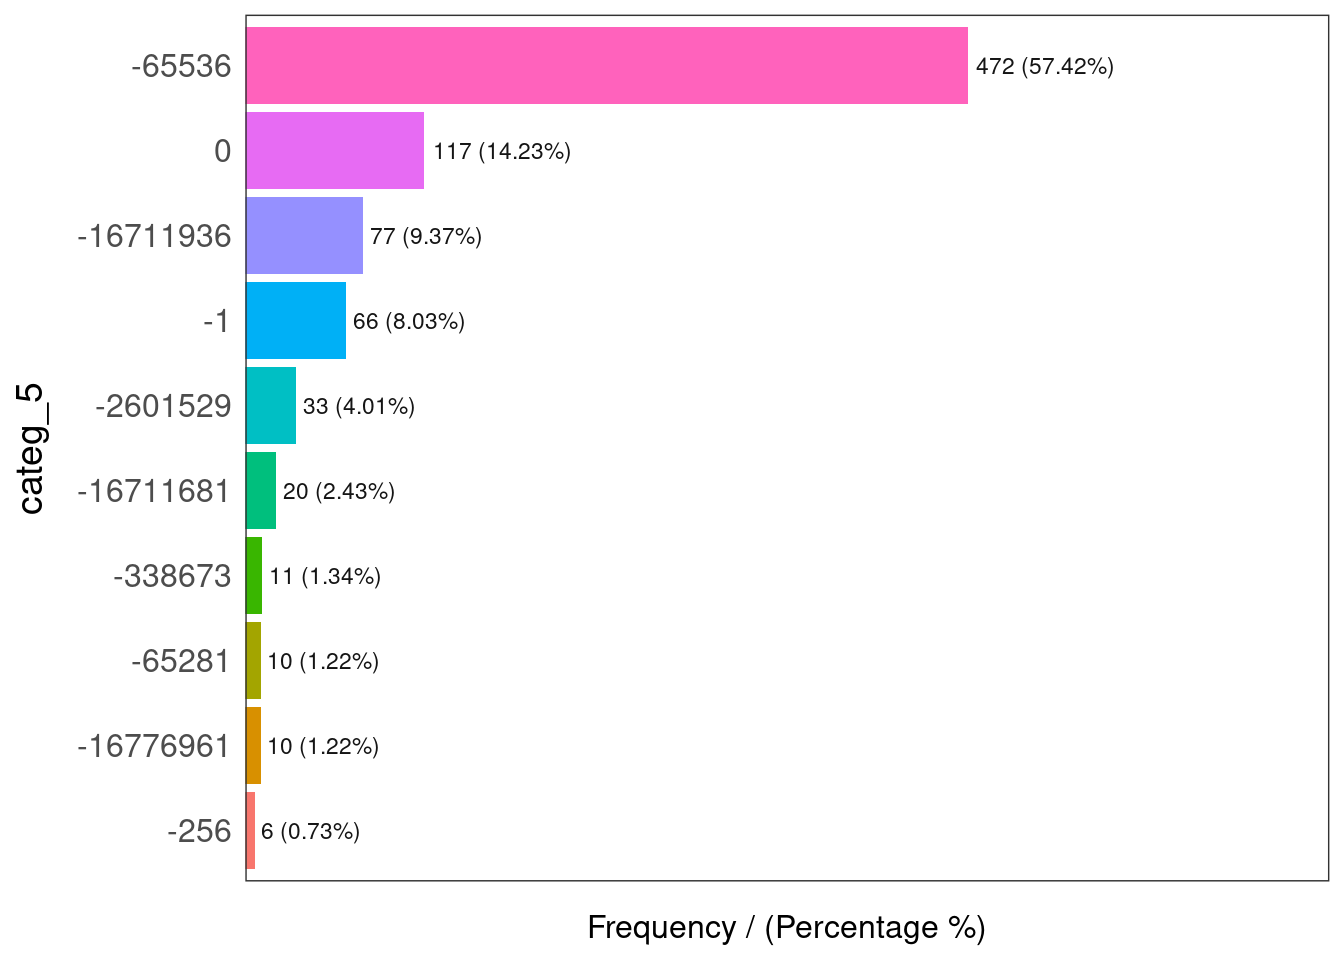 -65536 472 (57.42%)
0 117 (14.23%)
-16711936 77 (9.37%)
-1 66 (8.03%)
-2601529 33 (4.01%)
-16711681 20 (2.43%)
-338673 11 (1.34%)
-65281 10 (1.22%)
-16776961 10 (1.22%)
-256 6 (0.73%)
categ_5
Frequency / (Percentage %)